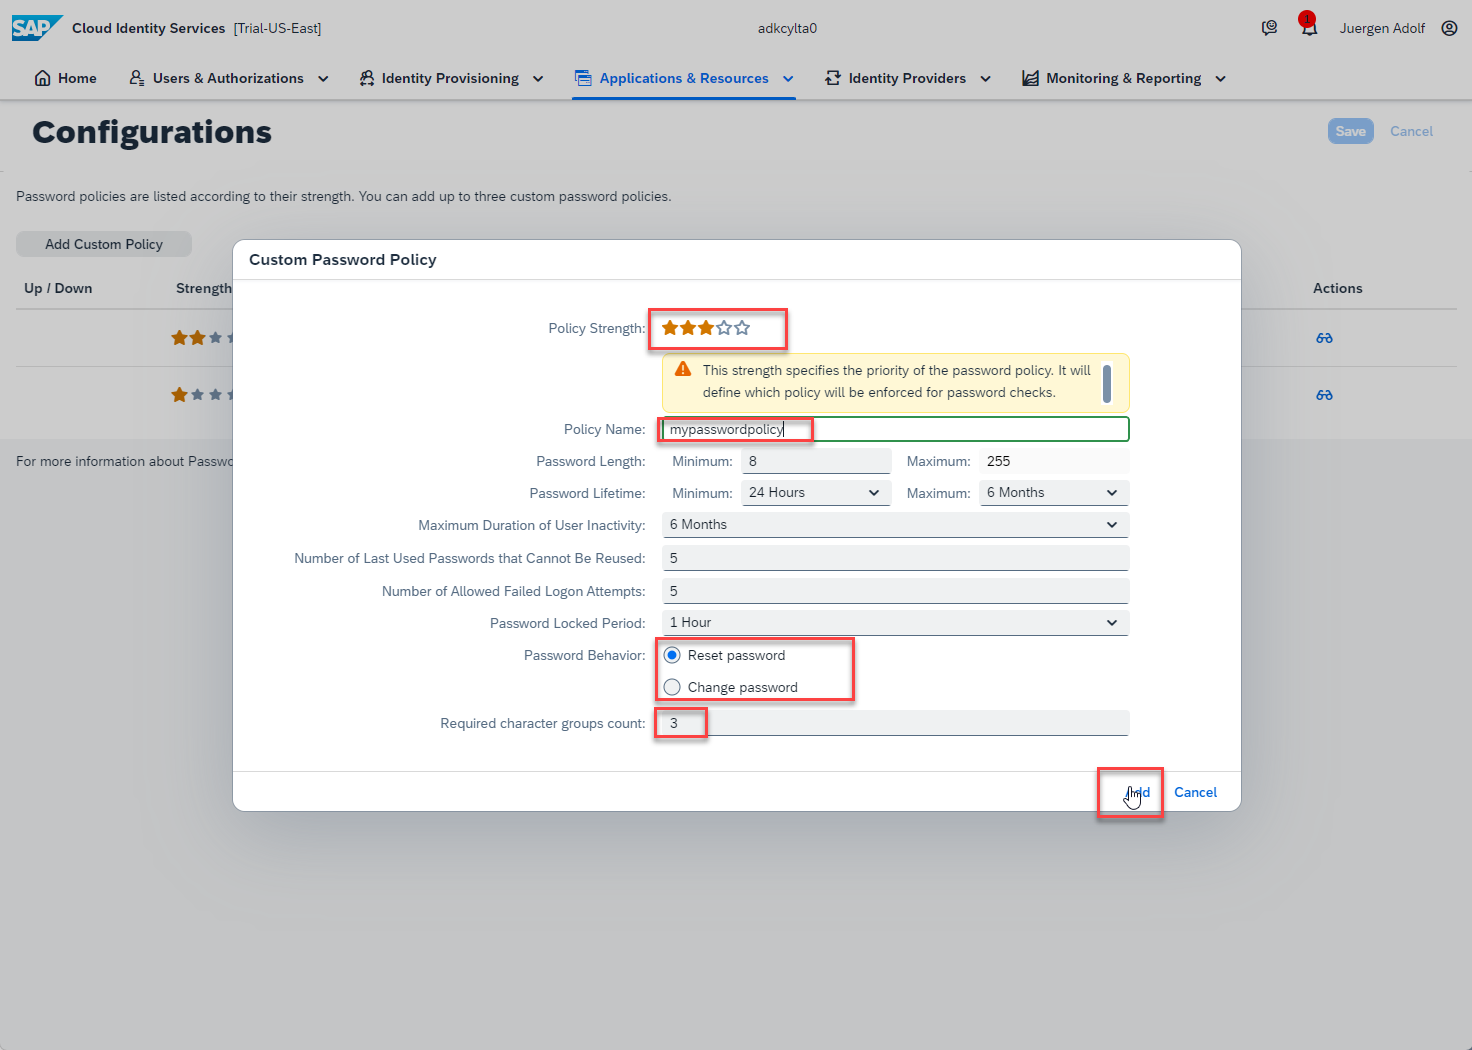 SAP Cloud Identity Services [Trial-US-East] adkcylta0 1 Juergen Adolf
Home Users & Authorizations Identity Provisioning Applications & Resources Identity Providers Monitoring & Reporting
Configurations Save Cancel
Password policies are listed according to their strength. You can add up to three custom password policies.
Add Custom Policy
Up / Down Strength Actions
For more information about
Custom Password Policy
Policy Strength:
This strength specifies the priority of the password policy. It will
define which policy will be enforced for password checks.
Policy Name: mypasswordpolicy
Password Length: Minimum: 8 Maximum: 255
Password Lifetime: Minimum: 24 Hours Maximum: 6 Months
Maximum Duration of User Inactivity: 6 Months
Number of Last Used Passwords that Cannot Be Reused: 5
Number of Allowed Failed Logon Attempts: 5
Password Locked Period: 1 Hour
Password Behavior: Reset password
Change password
Required character groups count: 3
Add Cancel